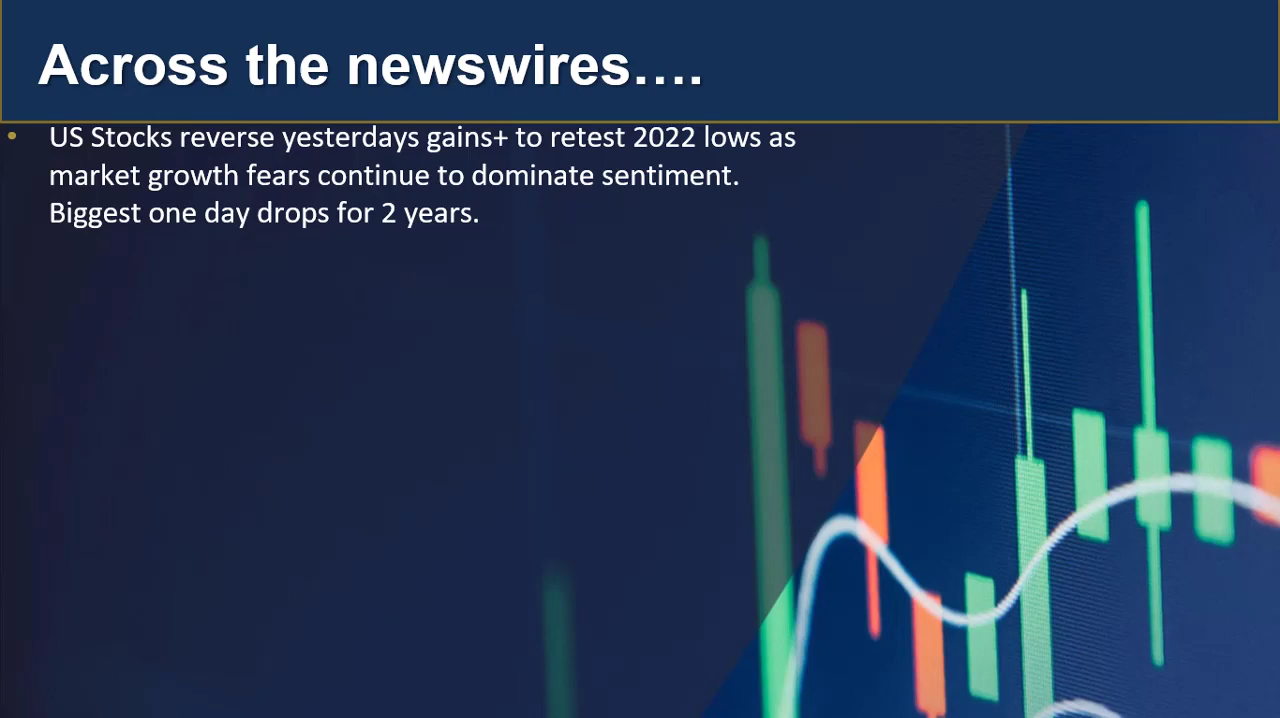 Across the newswires….
• US Stocks reverse yesterdays gains+ to retest 2022 lows as
market growth fears continue to dominate sentiment.
Biggest one day drops for 2 years.